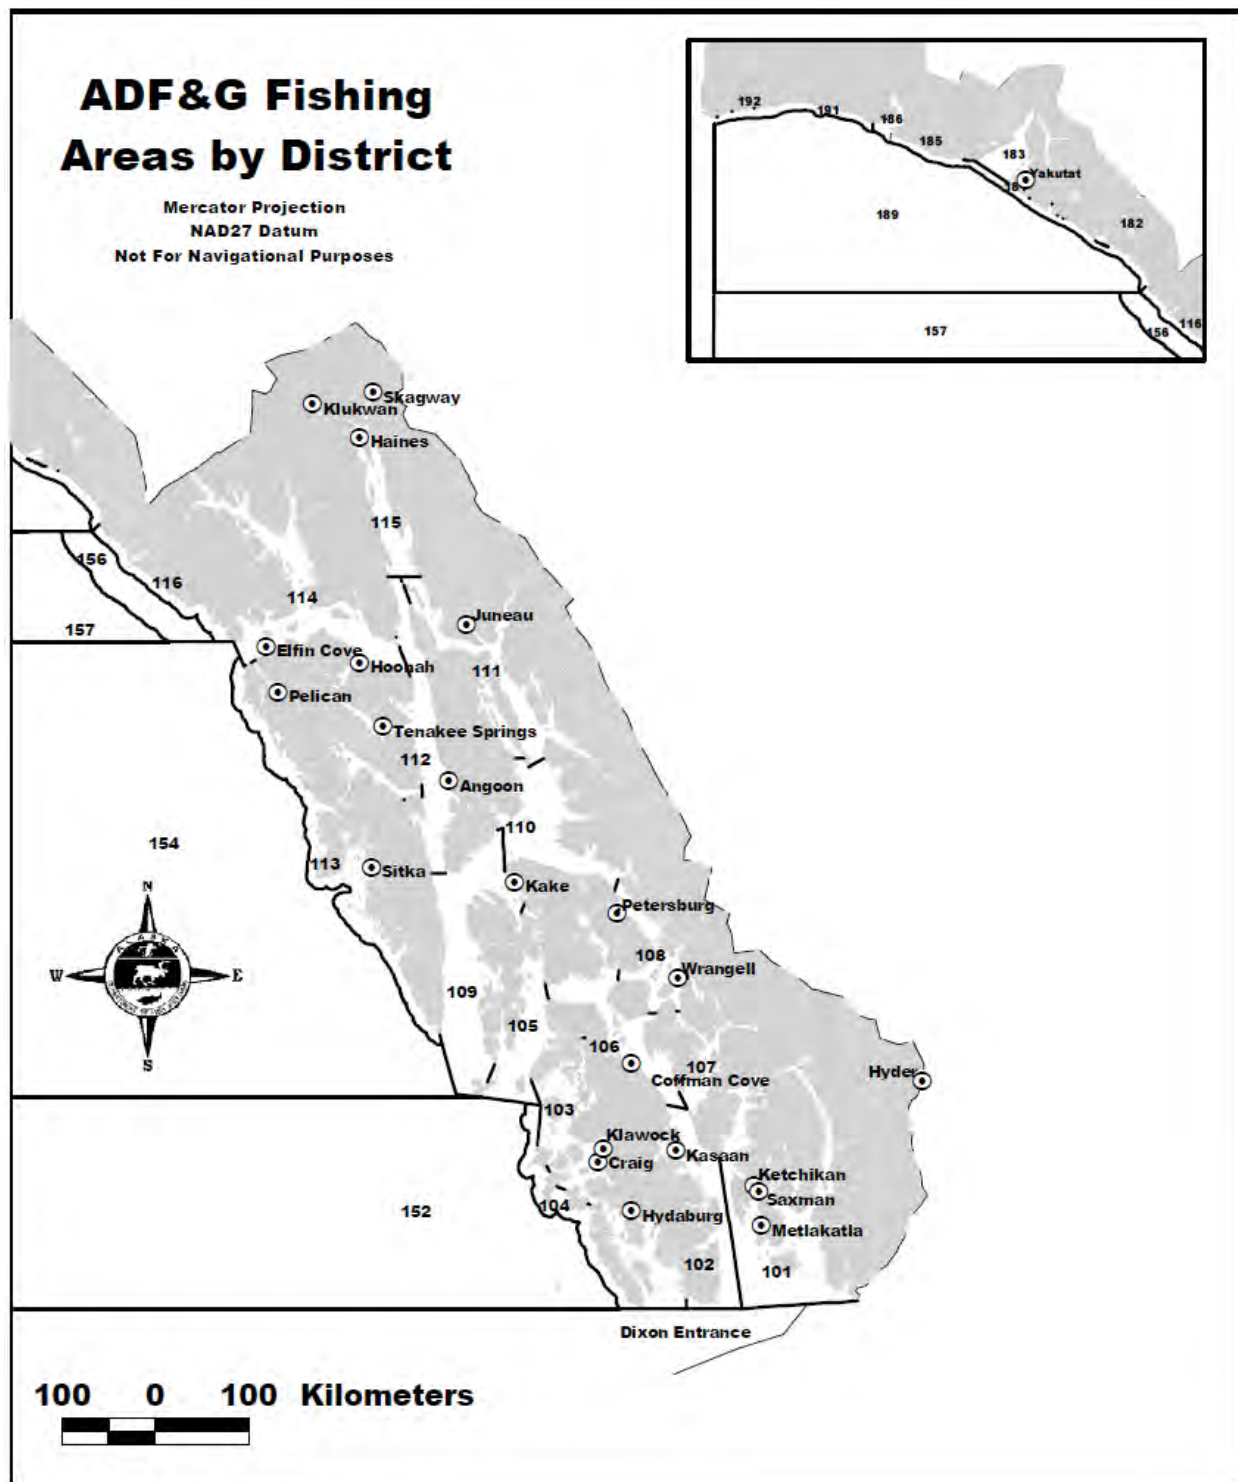 ADF&G Fishing
Areas by District
Mercator Projection
NAD27 Datum
Not For Navigational Purposes
192
191
186
185
183
Yakutat
189
182
157
156
116
Skagway
Klukwan
Haines
115
156
116
114
157
Juneau
Elfin Cove
Hoonah
111
Pelican
Tenakee Springs
112
Angoon
110
154
113
Sitka
Kake
N
Petersburg
ALASKA
108
Wrangell
W
E
109
105
106
107
S
Coffman Cove
Hyder
103
Klawock
Craig
Kasaan
Ketchikan
Saxman
104
152
Hydaburg
Metlakatla
102
101
Dixon Entrance
100 0 100 Kilometers